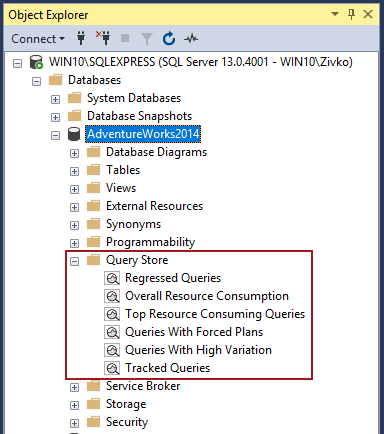 Object Explorer
Connect
WIN10\SQLEXPRESS (SQL Server 13.0.4001 - WIN10\Zivko)
Databases
System Databases
Database Snapshots
AdventureWorks2014
Database Diagrams
Tables
Views
External Resources
Synonyms
Programmability
Query Store
Regressed Queries
Overall Resource Consumption
Top Resource Consuming Queries
Queries With Forced Plans
Queries With High Variation
Tracked Queries
Service Broker
Storage
Security